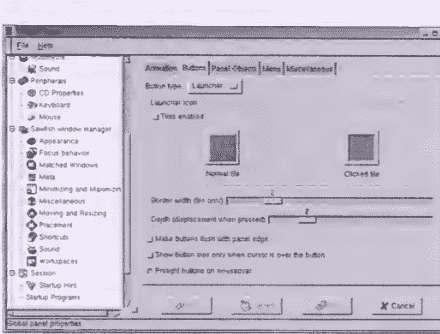 File Help
Sound
Peripherals
CD Properties
Keyboard
Mouse
Sawfish window manager
Appearance
Focus behavior
Matched Windows
Meta
Minimizing and Maximizing
Miscellaneous
Moving and Resizing
Placement
Shortcuts
Sound
Workspaces
Session
Startup Hint
Startup Programs
Animation Buttons Panel Objects Menu Miscellaneous
Button type: Launcher
Launcher icon
Tiles enabled
Normal tile Clicked tile
Border width (tile only) 2
Depth (displacement when pressed) 2
Make buttons flush with panel edge
Show button tiles only when cursor is over the button
Prelight buttons on mouseover
Cancel
Global panel properties